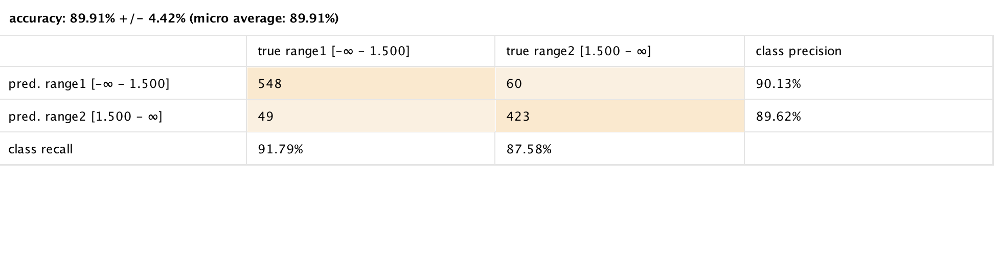 accuracy: 89.91% +/- 4.42% (micro average: 89.91%)
true range1 [-∞ - 1.500] true range2 [1.500 - ∞] class precision
pred. range1 [-∞ - 1.500] 548 60 90.13%
pred. range2 [1.500 - ∞] 49 423 89.62%
class recall 91.79% 87.58%